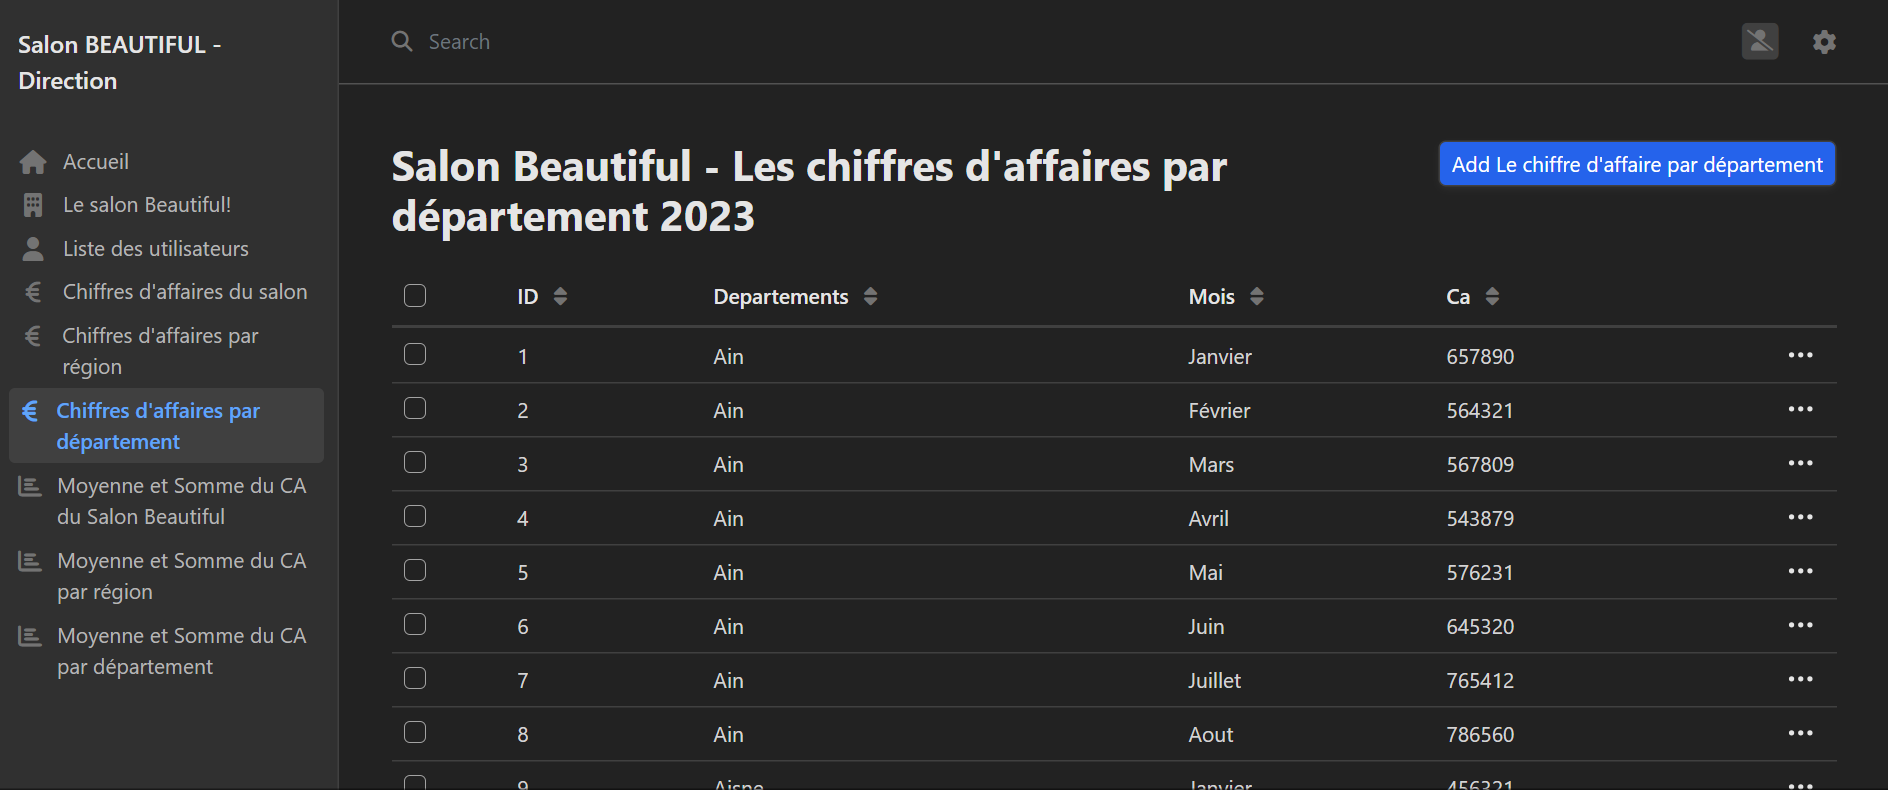 Salon BEAUTIFUL -
Direction
Accueil
Le salon Beautiful!
Liste des utilisateurs
Chiffres d'affaires du salon
Chiffres d'affaires par
région
Chiffres d'affaires par
département
Moyenne et Somme du CA
du Salon Beautiful
Moyenne et Somme du CA
par région
Moyenne et Somme du CA
par département
Search
Salon Beautiful - Les chiffres d'affaires par
département 2023
Add Le chiffre d'affaire par département
ID Departements Mois Ca
1 Ain Janvier 657890
2 Ain Février 564321
3 Ain Mars 567809
4 Ain Avril 543879
5 Ain Mai 576231
6 Ain Juin 645320
7 Ain Juillet 765412
8 Ain Aout 786560
9 Aisne Janvier 456321